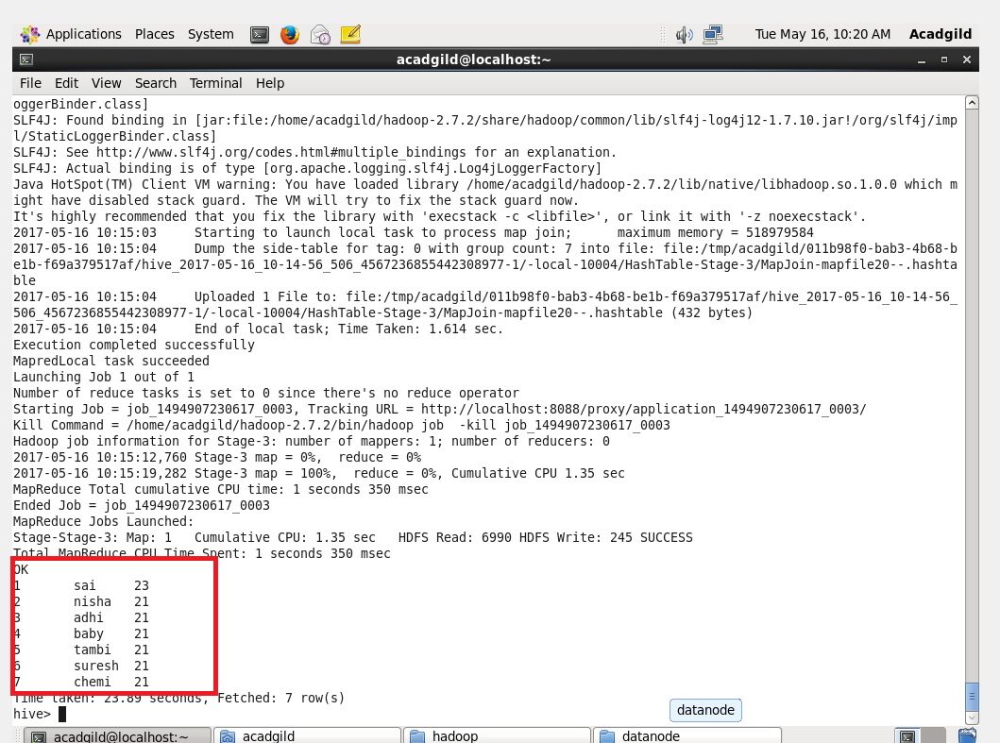 Applications Places System Tue May 16, 10:20 AM Acadgild
acadgild@localhost:~
File Edit View Search Terminal Help
oggerBinder.class]
SLF4J: Found binding in [jar:file:/home/acadgild/hadoop-2.7.2/share/hadoop/common/lib/slf4j-log4j12-1.7.10.jar!/org/slf4j/imp
l/StaticLoggerBinder.class]
SLF4J: See http://www.slf4j.org/codes.html#multiple_bindings for an explanation.
SLF4J: Actual binding is of type [org.apache.logging.slf4j.Log4jLoggerFactory]
Java HotSpot(TM) Client VM warning: You have loaded library /home/acadgild/hadoop-2.7.2/lib/native/libhadoop.so.1.0.0 which m
ight have disabled stack guard. The VM will try to fix the stack guard now.
It's highly recommended that you fix the library with 'execstack -c <libfile>', or link it with '-z noexecstack'.
2017-05-16 10:15:03 Starting to launch local task to process map join; maximum memory = 518979584
2017-05-16 10:15:04 Dump the side-table for tag: 0 with group count: 7 into file: file:/tmp/acadgild/011b98f0-bab3-4b68-b
e1b-f69a379517af/hive_2017-05-16_10-14-56_506_4567236855442308977-1/-local-10004/HashTable-Stage-3/MapJoin-mapfile20--.hashta
ble
2017-05-16 10:15:04 Uploaded 1 File to: file:/tmp/acadgild/011b98f0-bab3-4b68-be1b-f69a379517af/hive_2017-05-16_10-14-56_
506_4567236855442308977-1/-local-10004/HashTable-Stage-3/MapJoin-mapfile20--.hashtable (432 bytes)
2017-05-16 10:15:04 End of local task; Time Taken: 1.614 sec.
Execution completed successfully
MapredLocal task succeeded
Launching Job 1 out of 1
Number of reduce tasks is set to 0 since there's no reduce operator
Starting Job = job_1494907230617_0003, Tracking URL = http://localhost:8088/proxy/application_1494907230617_0003/
Kill Command = /home/acadgild/hadoop-2.7.2/bin/hadoop job  -kill job_1494907230617_0003
Hadoop job information for Stage-3: number of mappers: 1; number of reducers: 0
2017-05-16 10:15:12,760 Stage-3 map = 0%,  reduce = 0%
2017-05-16 10:15:19,282 Stage-3 map = 100%,  reduce = 0%, Cumulative CPU 1.35 sec
MapReduce Total cumulative CPU time: 1 seconds 350 msec
Ended Job = job_1494907230617_0003
MapReduce Jobs Launched:
Stage-Stage-3: Map: 1   Cumulative CPU: 1.35 sec   HDFS Read: 6990 HDFS Write: 245 SUCCESS
Total MapReduce CPU Time Spent: 1 seconds 350 msec
OK
1 sai 23
2 nisha 21
3 adhi 21
4 baby 21
5 tambi 21
6 suresh 21
7 chemi 21
Time taken: 23.89 seconds, Fetched: 7 row(s)
hive>
datanode
acadgild@localhost:~ acadgild hadoop datanode